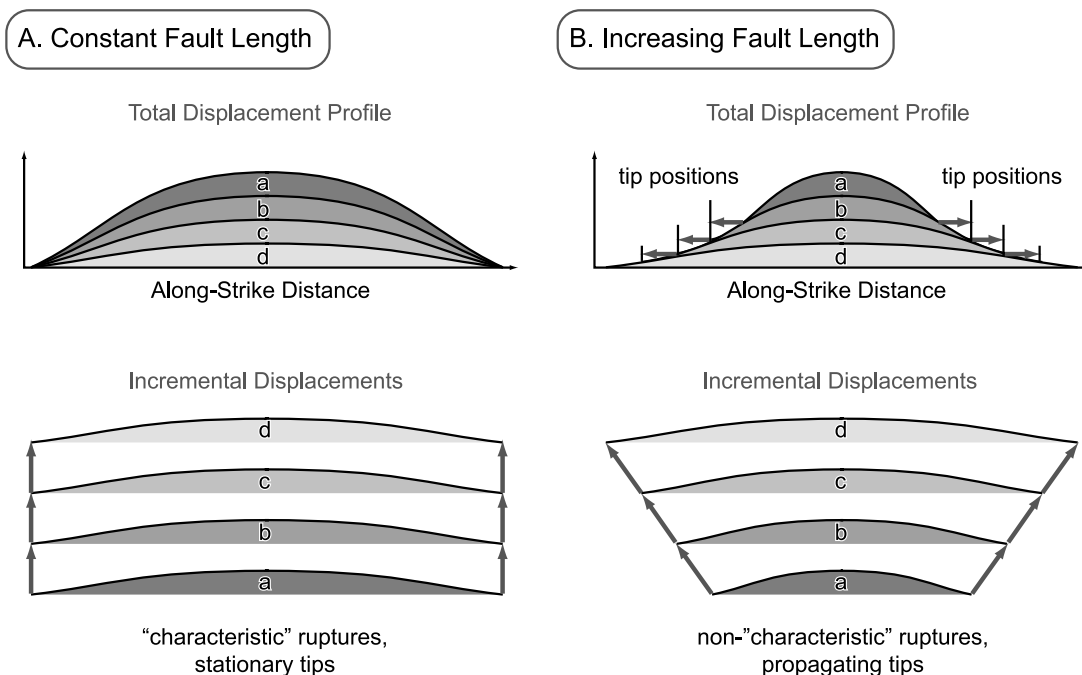 A. Constant Fault Length
Total Displacement Profile
a
b
c
d
Along-Strike Distance
Incremental Displacements
d
c
b
a
“characteristic” ruptures,
stationary tips
B. Increasing Fault Length
Total Displacement Profile
tip positions
tip positions
a
b
c
d
Along-Strike Distance
Incremental Displacements
d
c
b
a
non-”characteristic” ruptures,
propagating tips